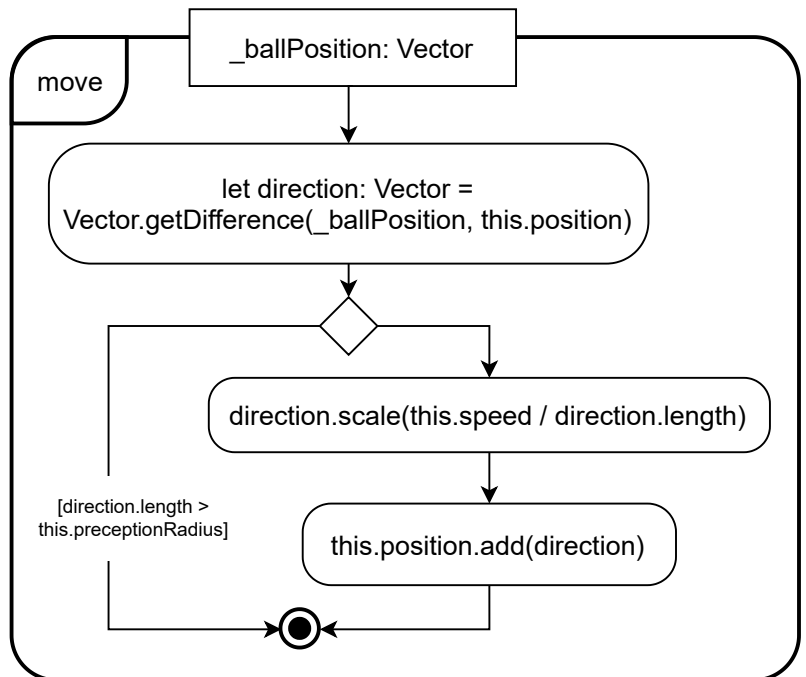 _ballPosition: Vector
move
let direction: Vector =
Vector.getDifference(_ballPosition, this.position)
direction.scale(this.speed / direction.length)
[direction.length >
this.preceptionRadius]
this.position.add(direction)